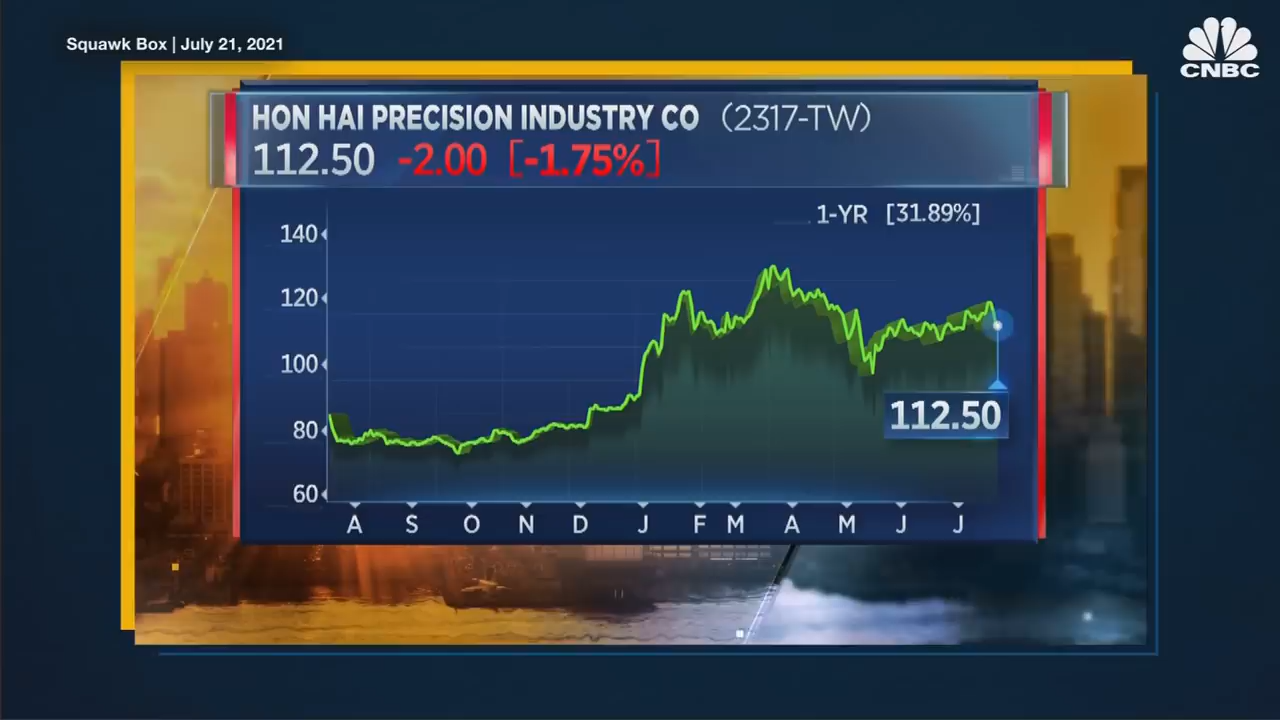 Squawk Box | July 21, 2021
CNBC
HON HAI PRECISION INDUSTRY CO (2317-TW)
112.50 -2.00 [-1.75%]
1-YR [31.89%]
140
120
100
80
60
112.50
A S O N D J F M A M J J